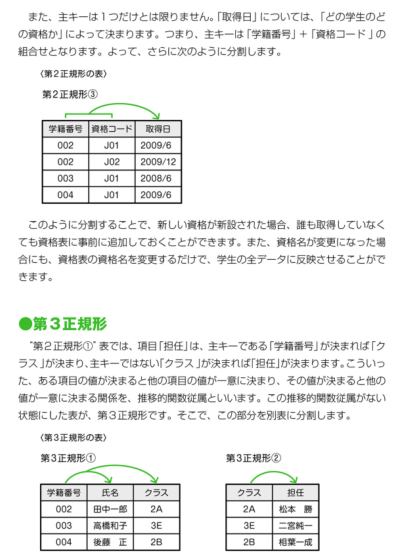 また、主キーは1つだけとは限りません。「取得日」については、「どの学生のど
の資格か」によって決まります。つまり、主キーは「学籍番号」＋「資格コード」の
組合せとなります。よって、さらに次のように分割します。
〈第2正規形の表〉
第2正規形③
学籍番号 資格コード 取得日
002 J01 2009/6
002 J02 2009/12
003 J01 2008/6
004 J01 2009/6
このように分割することで、新しい資格が新設された場合、誰も取得していなく
ても資格表に事前に追加しておくことができます。また、資格名が変更になった場
合にも、資格表の資格名を変更するだけで、学生の全データに反映させることがで
きます。
●第3正規形
"第2正規形①"表では、項目「担任」は、主キーである「学籍番号」が決まれば「ク
ラス」が決まり、主キーではない「クラス」が決まれば「担任」が決まります。こういっ
た、ある項目の値が決まると他の項目の値が一意に決まり、その値が決まると他の
値が一意に決まる関係を、推移的関数従属といいます。この推移的関数従属がない
状態にした表が、第3正規形です。そこで、この部分を別表に分割します。
〈第3正規形の表〉
第3正規形① 第3正規形②
学籍番号 氏名 クラス クラス 担任
002 田中一郎 2A 2A 松本　勝
003 高橋和子 3E 3E 二宮純一
004 後藤　正 2B 2B 相葉一成